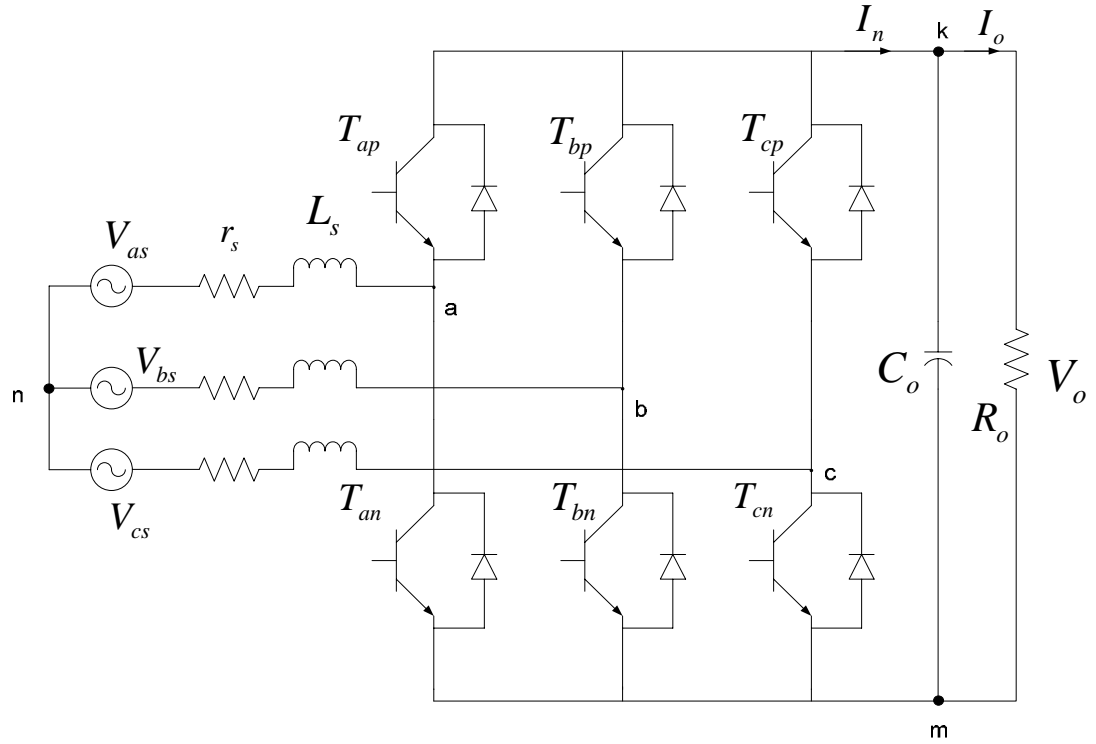 I_n
k
I_o
T_ap
T_bp
T_cp
L_s
r_s
V_as
a
V_bs
n
b
C_o
V_o
R_o
c
T_an
T_bn
T_cn
V_cs
m